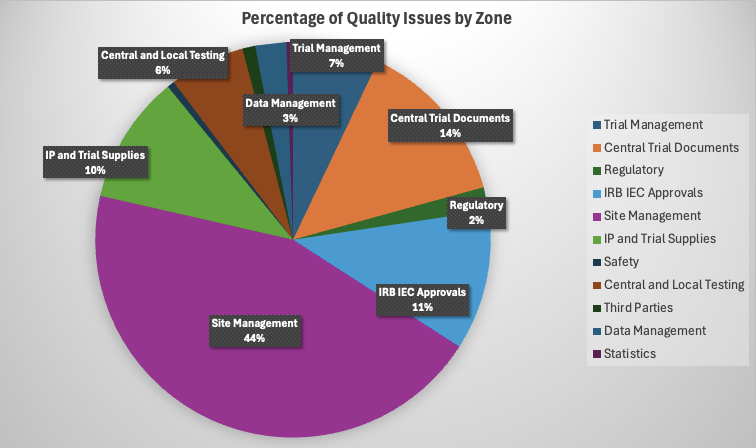 Percentage of Quality Issues by Zone
Trial Management
7%
Central Trial Documents
14%
Regulatory
2%
IRB IEC Approvals
11%
Site Management
44%
IP and Trial Supplies
10%
Central and Local Testing
6%
Data Management
3%
Trial Management
Central Trial Documents
Regulatory
IRB IEC Approvals
Site Management
IP and Trial Supplies
Safety
Central and Local Testing
Third Parties
Data Management
Statistics